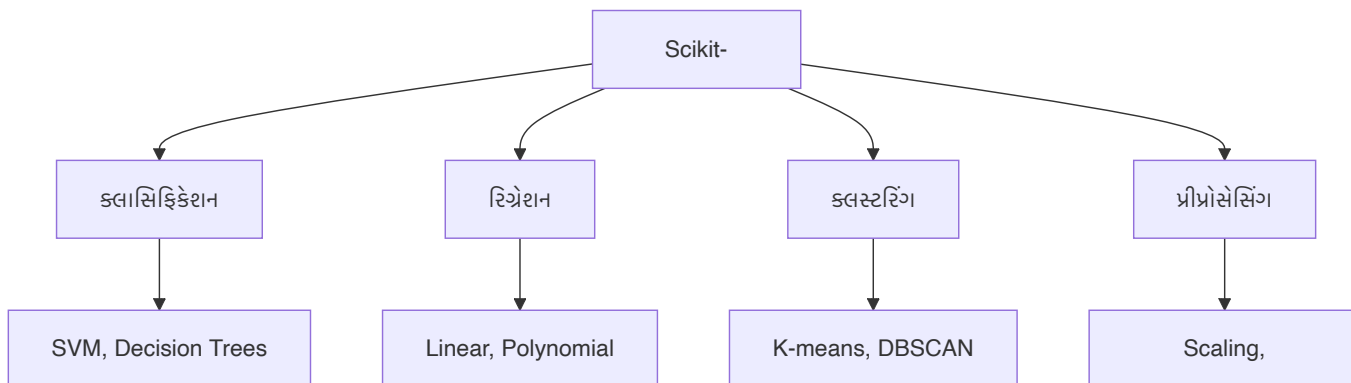 Scikit-
ક્લાસિફિકેશન
રિગ્રેશન
ક્લસ્ટરિંગ
પ્રીપ્રોસેસિંગ
SVM, Decision Trees
Linear, Polynomial
K-means, DBSCAN
Scaling,